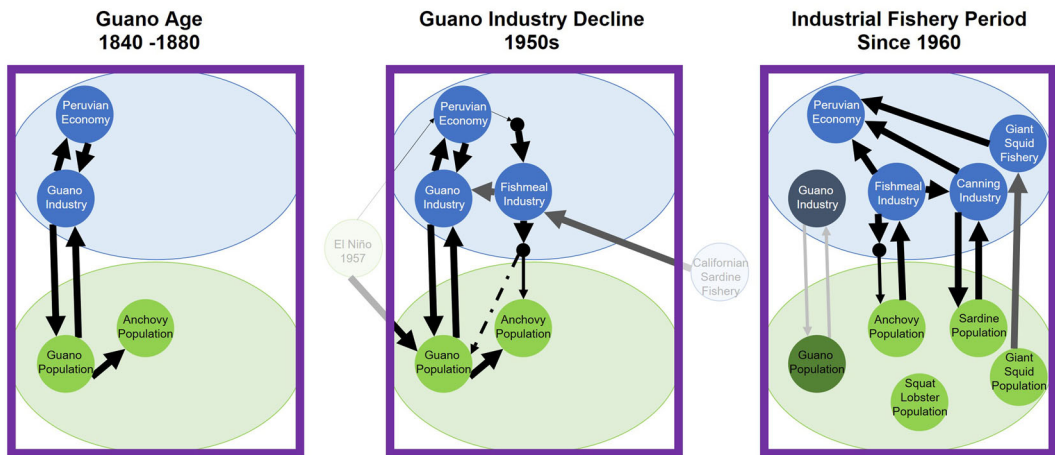 Guano Age
1840 -1880
Peruvian
Economy
Guano
Industry
Anchovy
Population
Guano
Population
Guano Industry Decline
1950s
Peruvian
Economy
Guano
Industry
Fishmeal
Industry
El Niño
1957
Californian
Sardine
Fishery
Anchovy
Population
Guano
Population
Industrial Fishery Period
Since 1960
Peruvian
Economy
Giant
Squid
Fishery
Guano
Industry
Fishmeal
Industry
Canning
Industry
Anchovy
Population
Sardine
Population
Guano
Population
Giant
Squid
Population
Squat
Lobster
Population